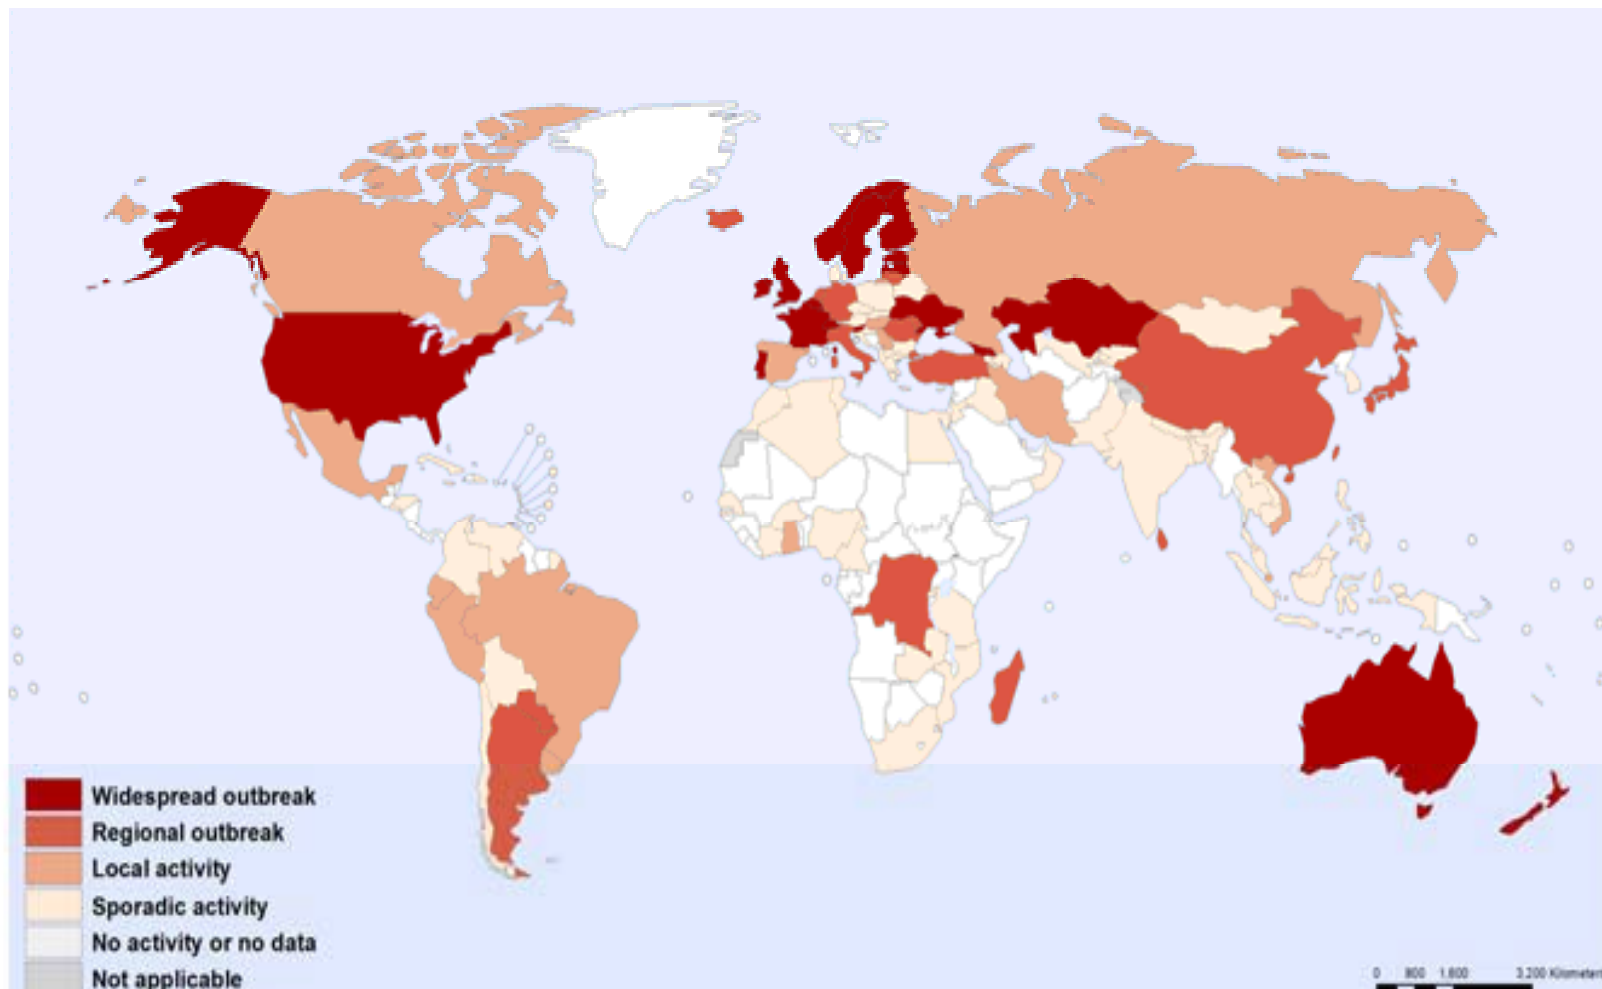 Widespread outbreak
Regional outbreak
Local activity
Sporadic activity
No activity or no data
Not applicable
0 800 1,600 3,200 Kilometers